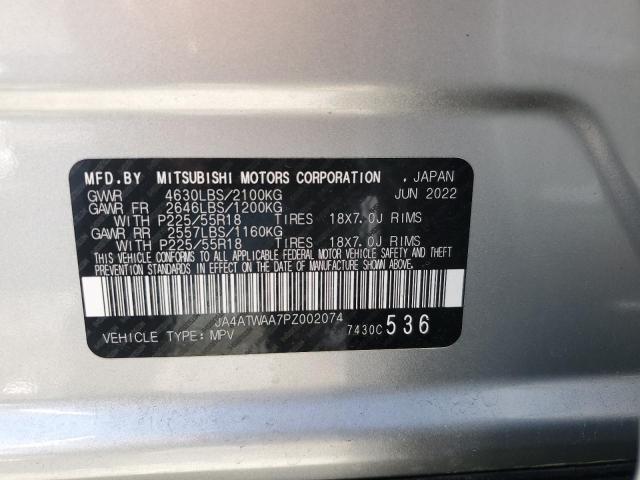 MFD.BY MITSUBISHI MOTORS CORPORATION , JAPAN
GVWR 4630LBS/2100KG JUN 2022
GAWR FR 2646LBS/1200KG
WITH P225/55R18 TIRES 18X7.0J RIMS
GAWR RR 2557LBS/1160KG
WITH P225/55R18 TIRES 18X7.0J RIMS
THIS VEHICLE CONFORMS TO ALL APPLICABLE FEDERAL MOTOR VEHICLE SAFETY AND THEFT
PREVENTION STANDARDS IN EFFECT ON THE DATE OF MANUFACTURE SHOWN ABOVE.
JA4ATWAA7PZ002074
VEHICLE TYPE: MPV 7430C 536